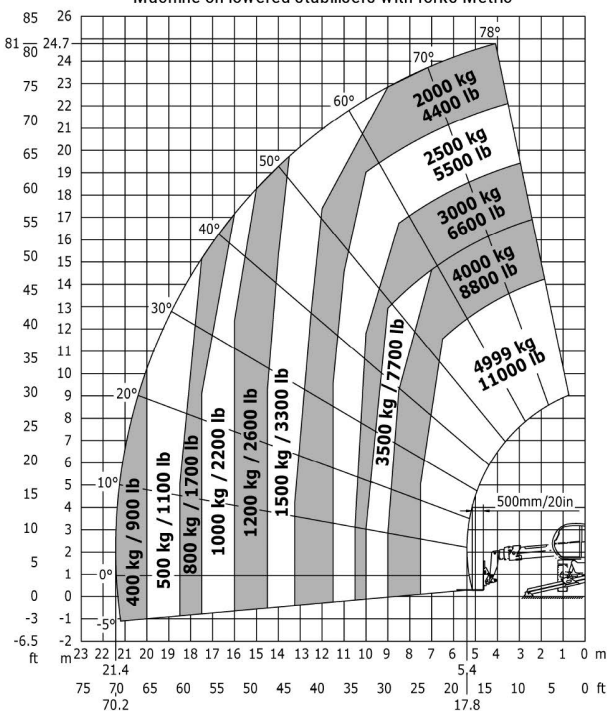 Machine on lowered stabilisers with forks Metric
85 26
81 24.7
80 24
75 23
22
70 21
65 20
19
60 18
55 17
16
50 15
14
45 13
40 12
11
35 10
30 9
8
25 7
20 6
5
15 4
10 3
2
5 1
0 0
-3 -1
-6.5 -2
ft m
78°
70°
60°
50°
40°
30°
20°
10°
0°
-5°
2000 kg
4400 lb
2500 kg
5500 lb
3000 kg
6600 lb
4000 kg
8800 lb
4999 kg
11000 lb
3500 kg / 7700 lb
1500 kg / 3300 lb
1200 kg / 2600 lb
1000 kg / 2200 lb
800 kg / 1700 lb
500 kg / 1100 lb
400 kg / 900 lb
500mm/20in
23 22 21 20 19 18 17 16 15 14 13 12 11 10 9 8 7 6 5 4 3 2 1 0 m
21.4 5.4
75 70 65 60 55 50 45 40 35 30 25 20 15 10 5 0 ft
70.2 17.8